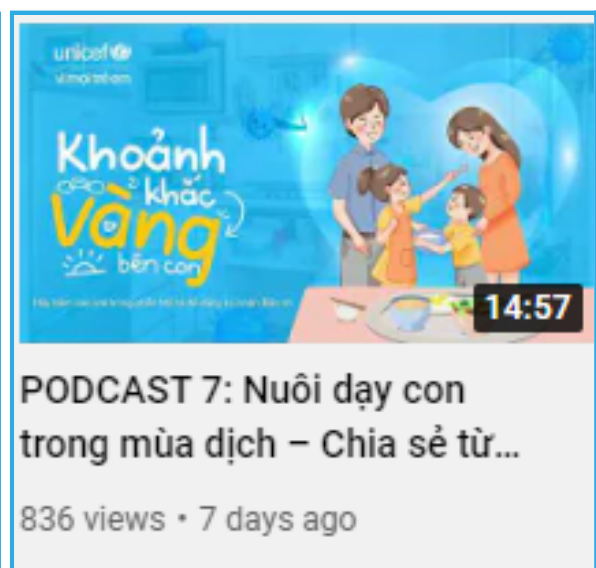 unicef
vì mọi trẻ em
Khoảnh
khắc
Vàng
bên con
14:57
PODCAST 7: Nuôi dạy con
trong mùa dịch – Chia sẻ từ...
836 views • 7 days ago